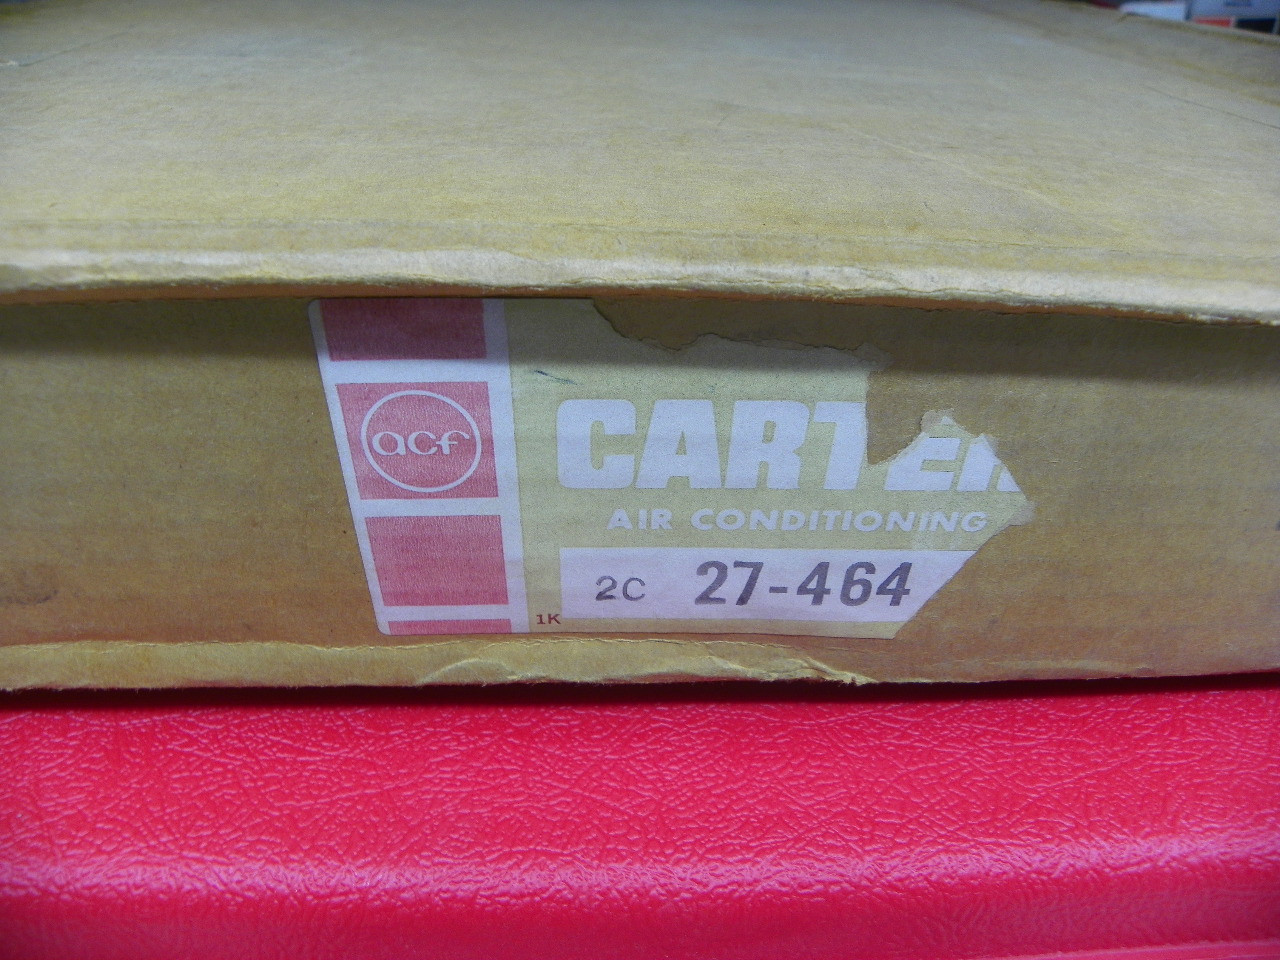 acf
CARTER
AIR CONDITIONING
2C 27-464
1K